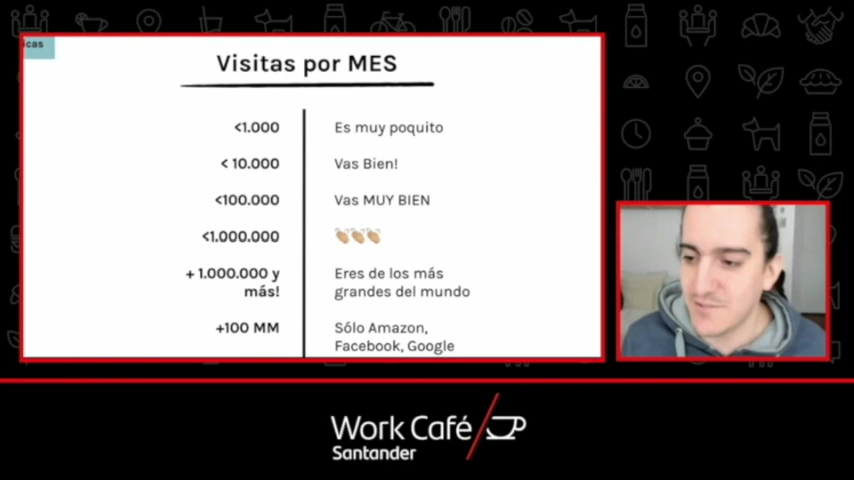 icas
Visitas por MES
<1.000 Es muy poquito
< 10.000 Vas Bien!
<100.000 Vas MUY BIEN
<1.000.000
+ 1.000.000 y Eres de los más
más! grandes del mundo
+100 MM Sólo Amazon,
Facebook, Google
Work Café
Santander